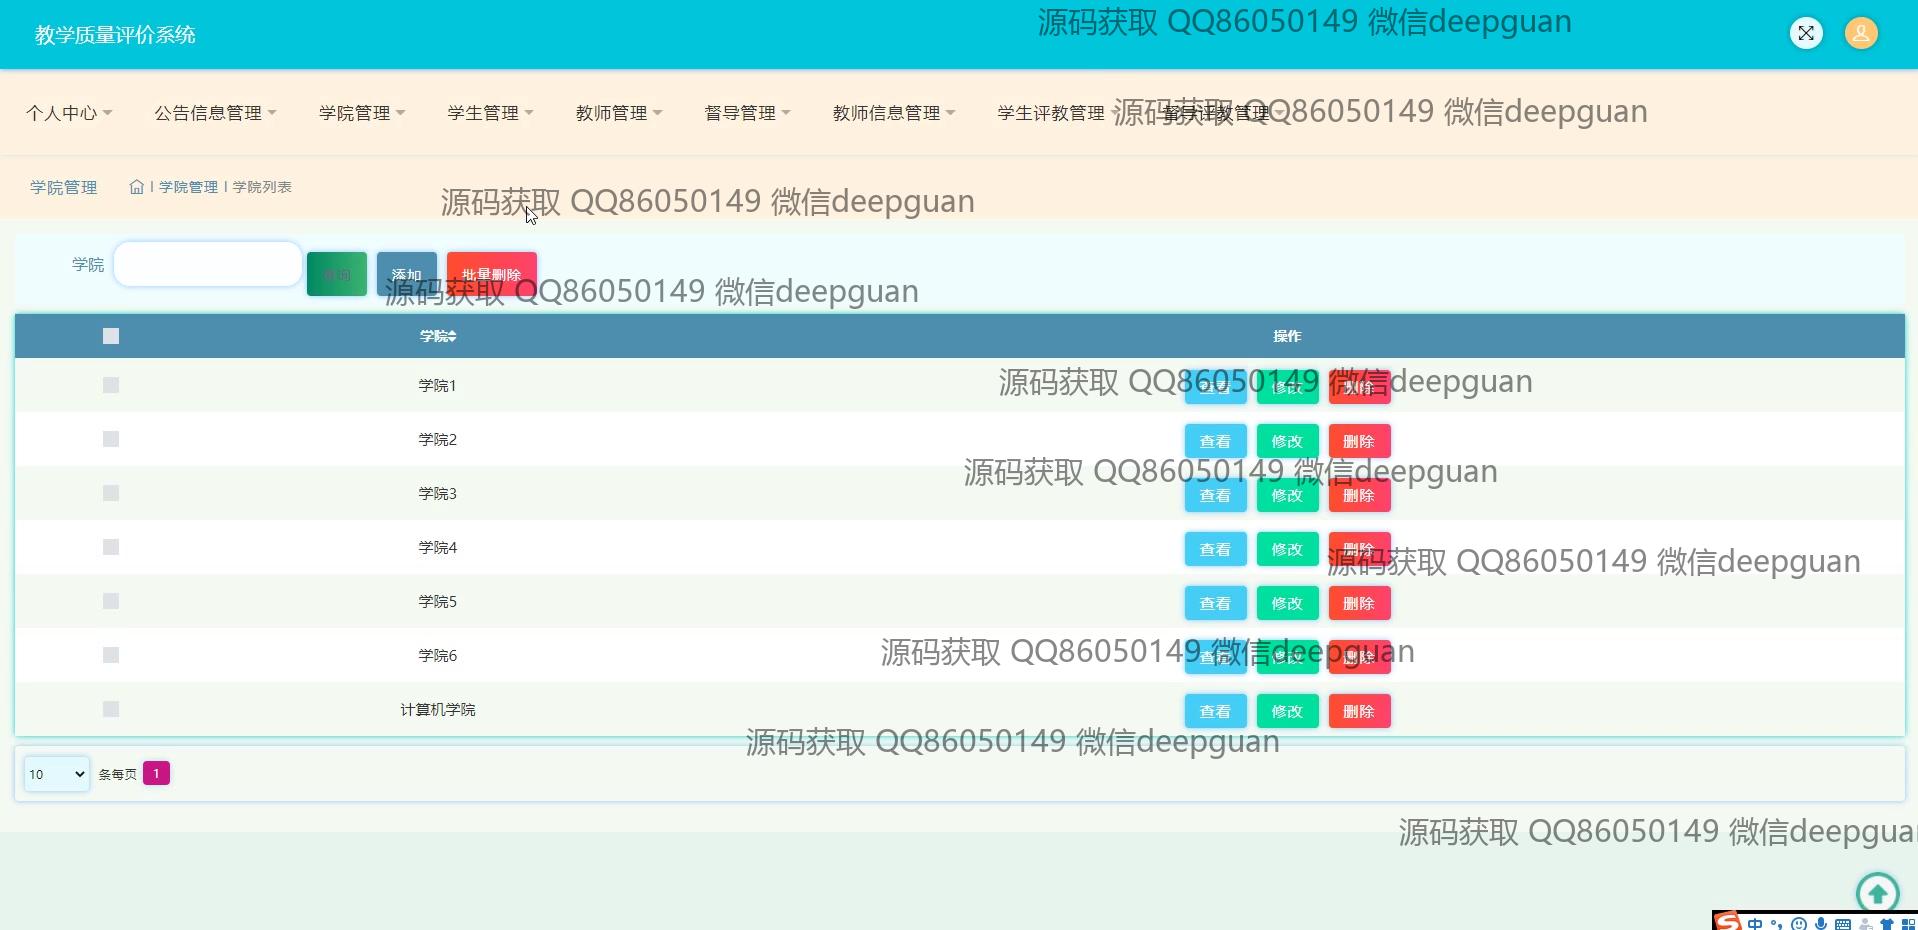 教学质量评价系统
源码获取 QQ86050149 微信deepguan
个人中心 公告信息管理 学院管理 学生管理 教师管理 督导管理 教师信息管理 学生评教管理 督导评教管理
源码获取 QQ86050149 微信deepguan
学院管理 学院管理 学院列表
源码获取 QQ86050149 微信deepguan
学院 查询 添加 批量删除
源码获取 QQ86050149 微信deepguan
学院 操作
学院1 查看 修改 删除
源码获取 QQ86050149 微信deepguan
学院2 查看 修改 删除
源码获取 QQ86050149 微信deepguan
学院3 查看 修改 删除
学院4 查看 修改 删除
源码获取 QQ86050149 微信deepguan
学院5 查看 修改 删除
学院6 查看 修改 删除
源码获取 QQ86050149 微信deepguan
计算机学院 查看 修改 删除
源码获取 QQ86050149 微信deepguan
10 条每页 1
源码获取 QQ86050149 微信deepguan
中